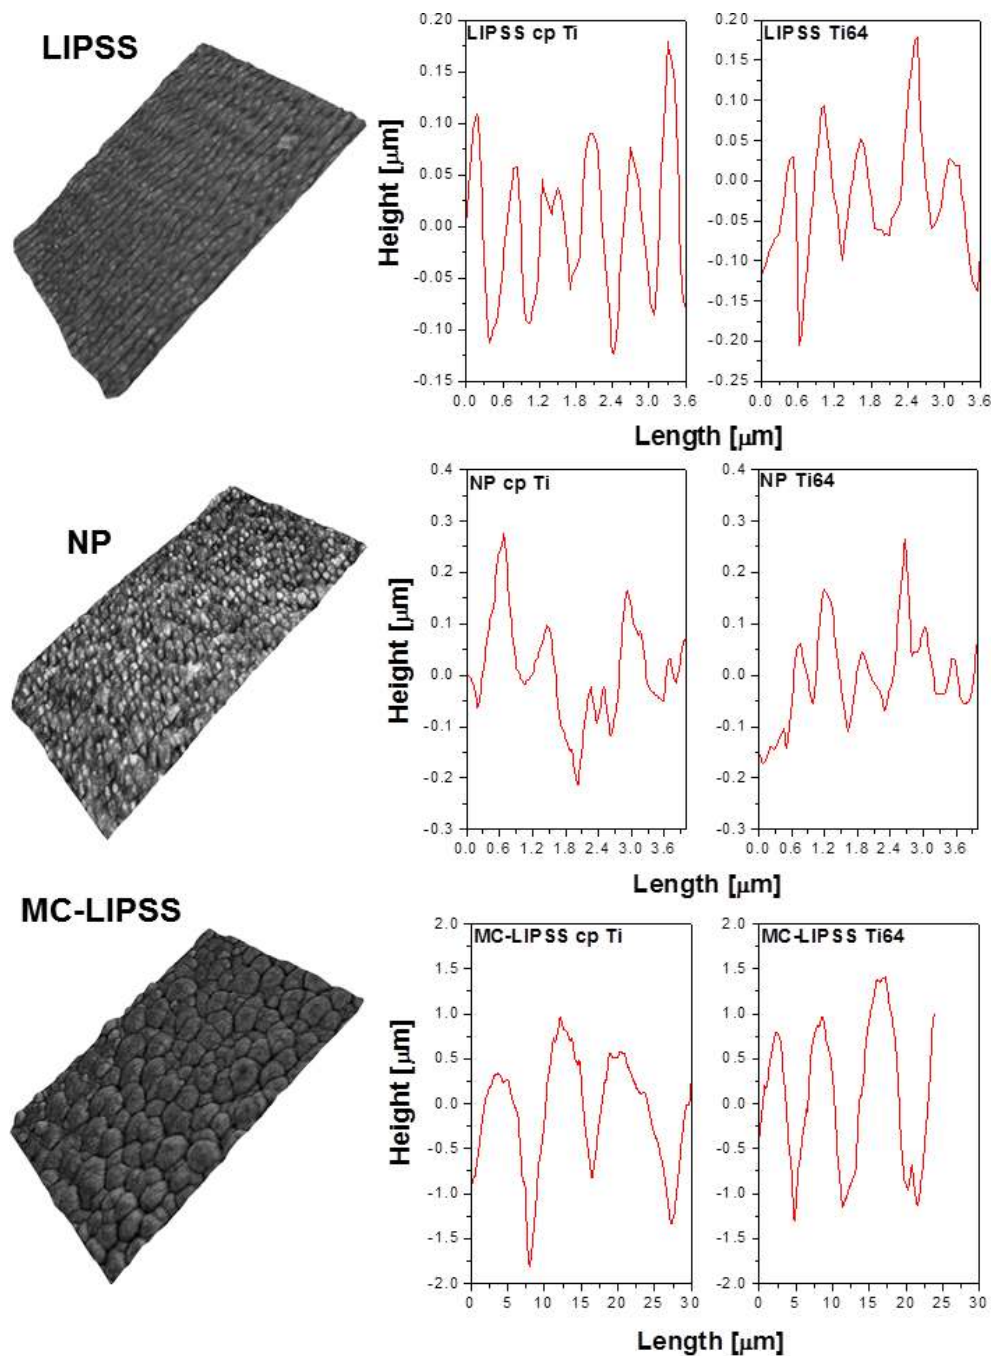 LIPSS
LIPSS cp Ti
LIPSS Ti64
Height [μm]
0.20
0.15
0.10
0.05
0.00
-0.05
-0.10
-0.15
0.20
0.15
0.10
0.05
0.00
-0.05
-0.10
-0.15
-0.20
-0.25
0.0 0.6 1.2 1.8 2.4 3.0 3.6
0.0 0.6 1.2 1.8 2.4 3.0 3.6
Length [μm]
NP
NP cp Ti
NP Ti64
Height [μm]
0.4
0.3
0.2
0.1
0.0
-0.1
-0.2
-0.3
0.4
0.3
0.2
0.1
0.0
-0.1
-0.2
-0.3
0.0 0.6 1.2 1.8 2.4 3.0 3.6
0.0 0.6 1.2 1.8 2.4 3.0 3.6
Length [μm]
MC-LIPSS
MC-LIPSS cp Ti
MC-LIPSS Ti64
Height [μm]
2.0
1.5
1.0
0.5
0.0
-0.5
-1.0
-1.5
-2.0
2.0
1.5
1.0
0.5
0.0
-0.5
-1.0
-1.5
-2.0
0 5 10 15 20 25 30
0 5 10 15 20 25 30
Length [μm]